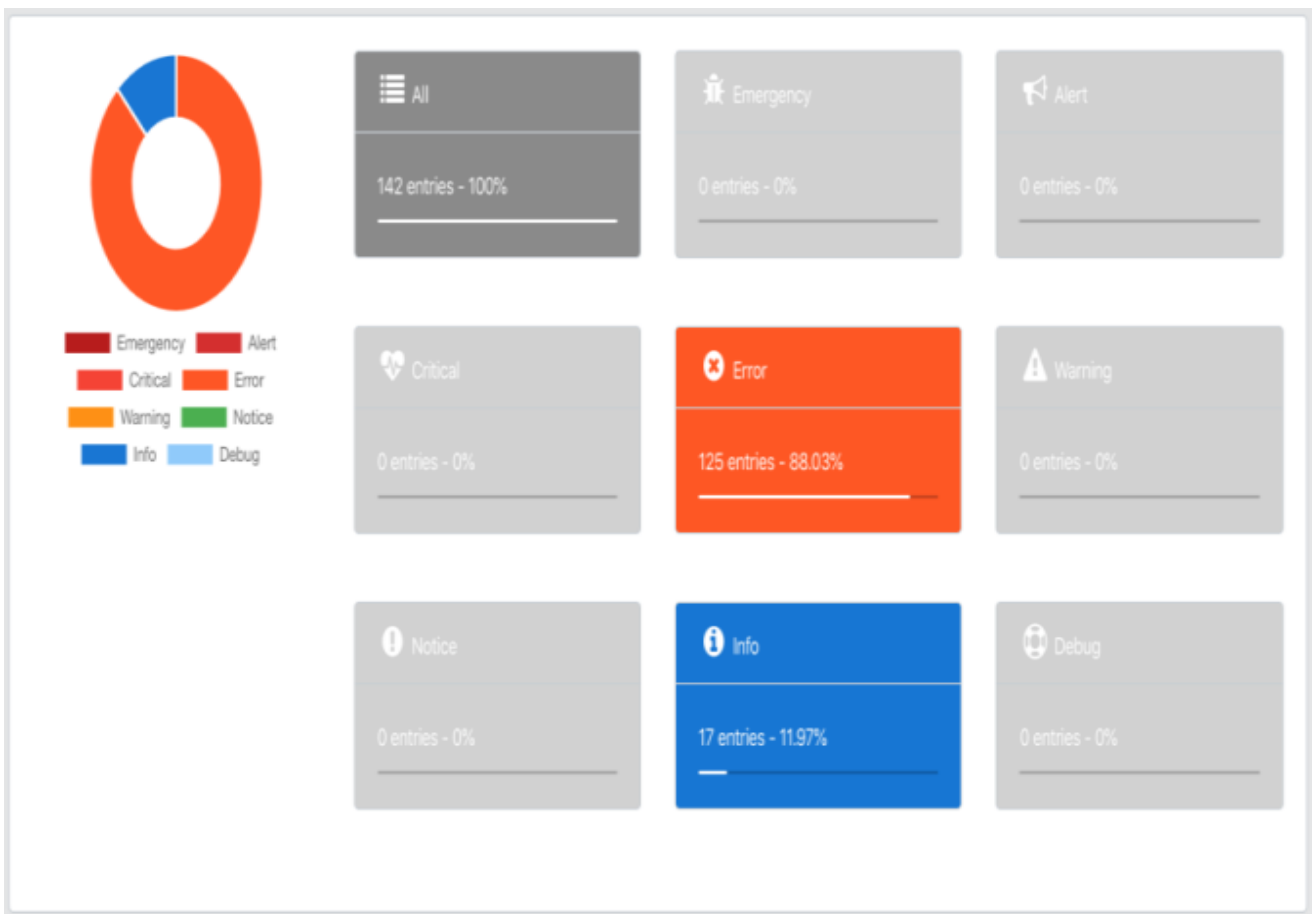 All
Emergency
Alert
142 entries - 100%
0 entries - 0%
0 entries - 0%
Emergency Alert
Critical Error
Warning Notice
Info Debug
Critical
Error
Warning
0 entries - 0%
125 entries - 88.03%
0 entries - 0%
Notice
Info
Debug
0 entries - 0%
17 entries - 11.97%
0 entries - 0%